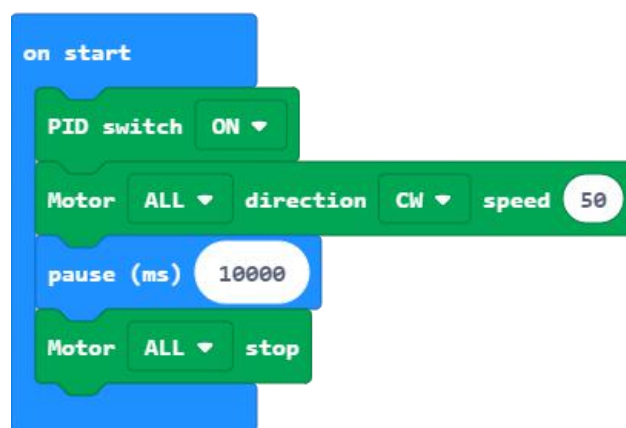 on start
PID switch ON
Motor ALL direction CW speed 50
pause (ms) 10000
Motor ALL stop